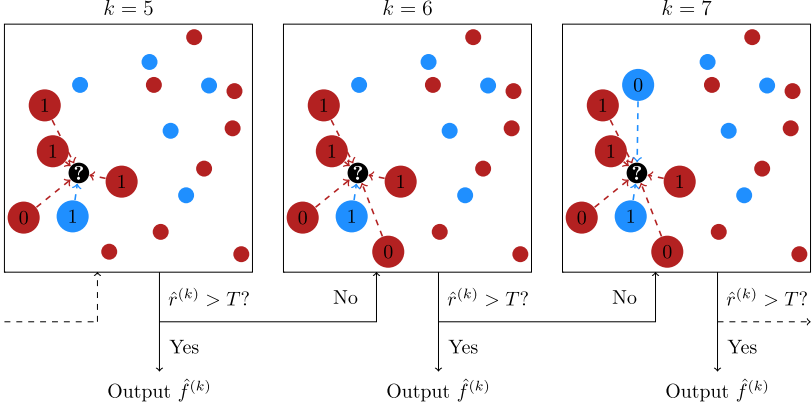 k = 5
k = 6
k = 7
1
1
?
1
0
1
1
1
?
1
0
1
0
1
0
1
?
1
0
1
0
r̂^(k) > T?
No
r̂^(k) > T?
No
r̂^(k) > T?
Yes
Yes
Yes
Output f̂^(k)
Output f̂^(k)
Output f̂^(k)